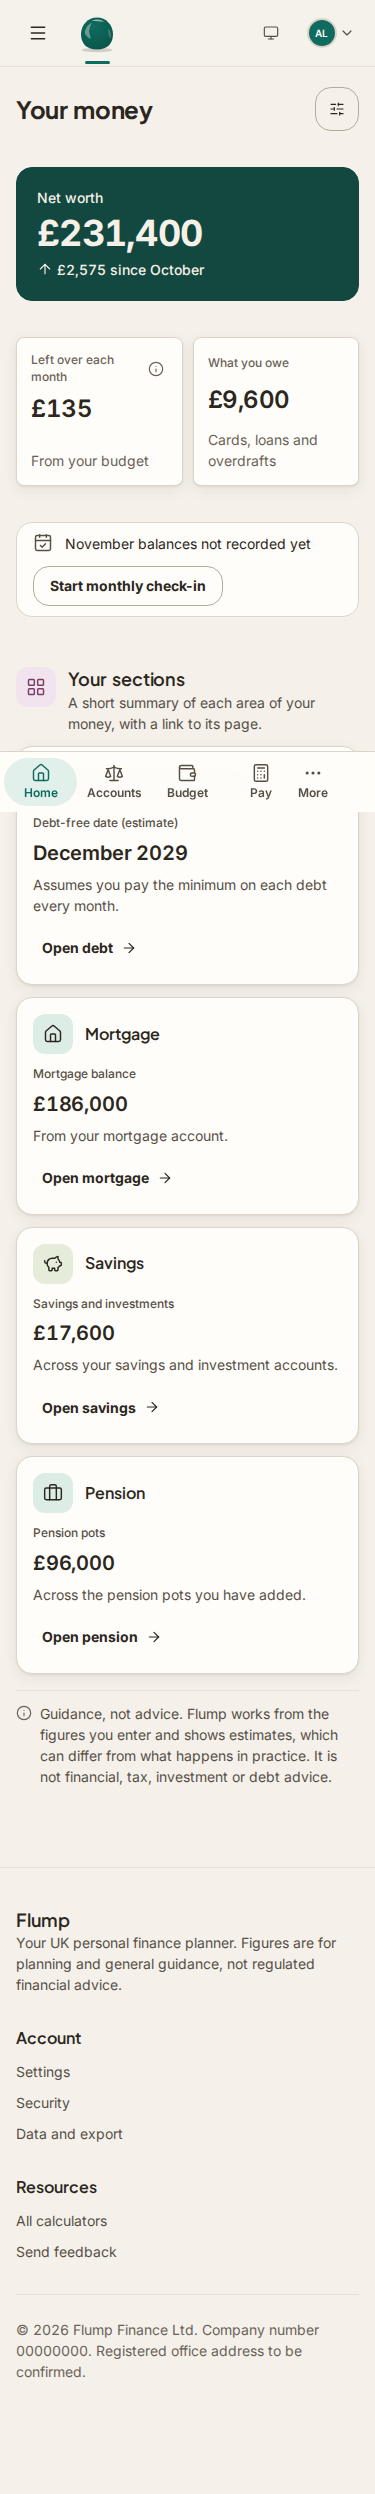 AL
Your money
Net worth
£231,400
↑ £2,575 since October
Left over each
month
£135
From your budget
What you owe
£9,600
Cards, loans and
overdrafts
November balances not recorded yet
Start monthly check-in
Your sections
A short summary of each area of your
money, with a link to its page.
Home
Accounts
Budget
Pay
More
Debt-free date (estimate)
December 2029
Assumes you pay the minimum on each debt
every month.
Open debt →
Mortgage
Mortgage balance
£186,000
From your mortgage account.
Open mortgage →
Savings
Savings and investments
£17,600
Across your savings and investment accounts.
Open savings →
Pension
Pension pots
£96,000
Across the pension pots you have added.
Open pension →
Guidance, not advice. Flump works from the
figures you enter and shows estimates, which
can differ from what happens in practice. It is
not financial, tax, investment or debt advice.
Flump
Your UK personal finance planner. Figures are for
planning and general guidance, not regulated
financial advice.
Account
Settings
Security
Data and export
Resources
All calculators
Send feedback
© 2026 Flump Finance Ltd. Company number
00000000. Registered office address to be
confirmed.